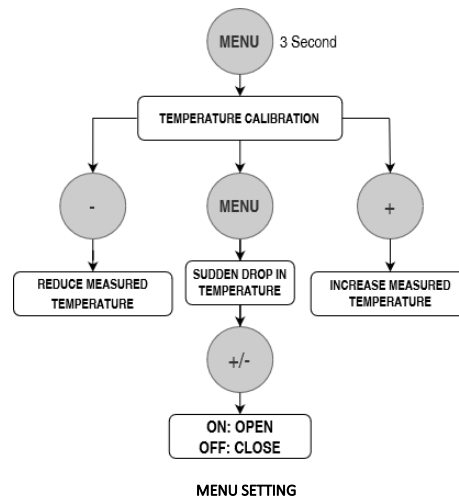 MENU 3 Second
TEMPERATURE CALIBRATION
-
MENU
+
REDUCE MEASURED
TEMPERATURE
SUDDEN DROP IN
TEMPERATURE
INCREASE MEASURED
TEMPERATURE
+/-
ON: OPEN
OFF: CLOSE
MENU SETTING